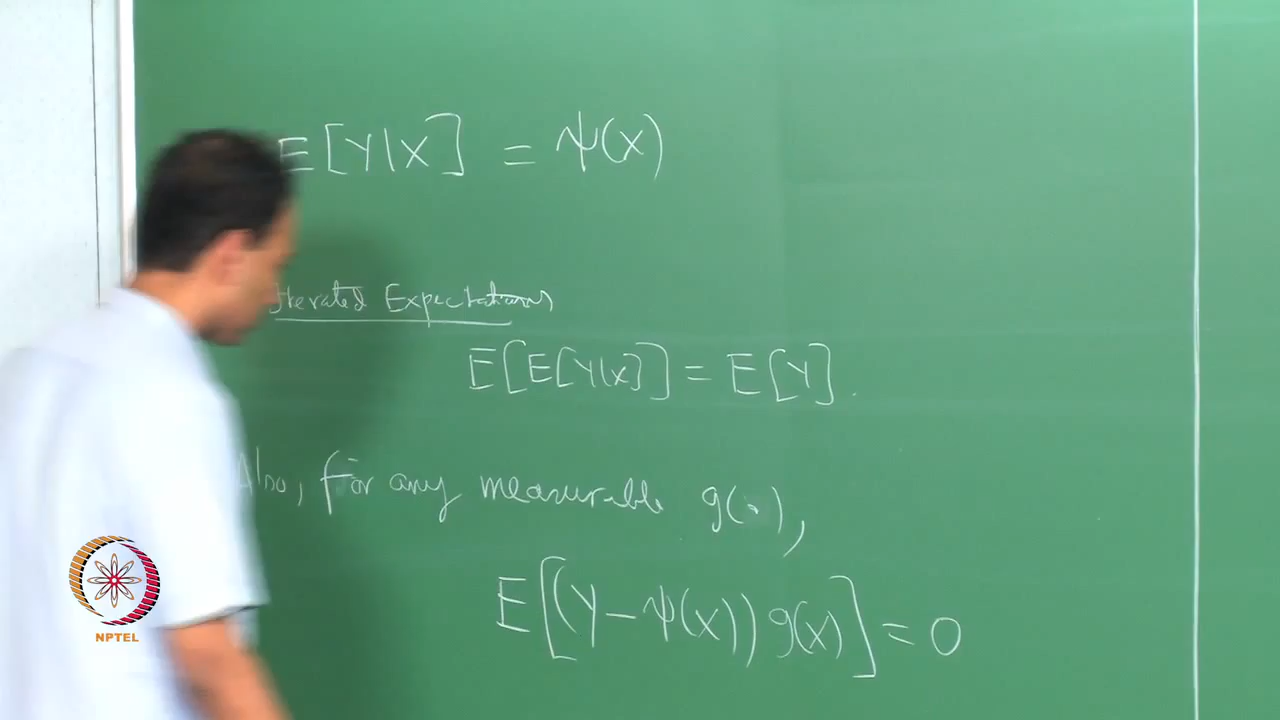 E[Y|X] = ψ(X)
Iterated Expectations
E[E[Y|X]] = E[Y].
Also, for any measurable g(·),
E[(Y-ψ(X))g(X)] = 0
NPTEL